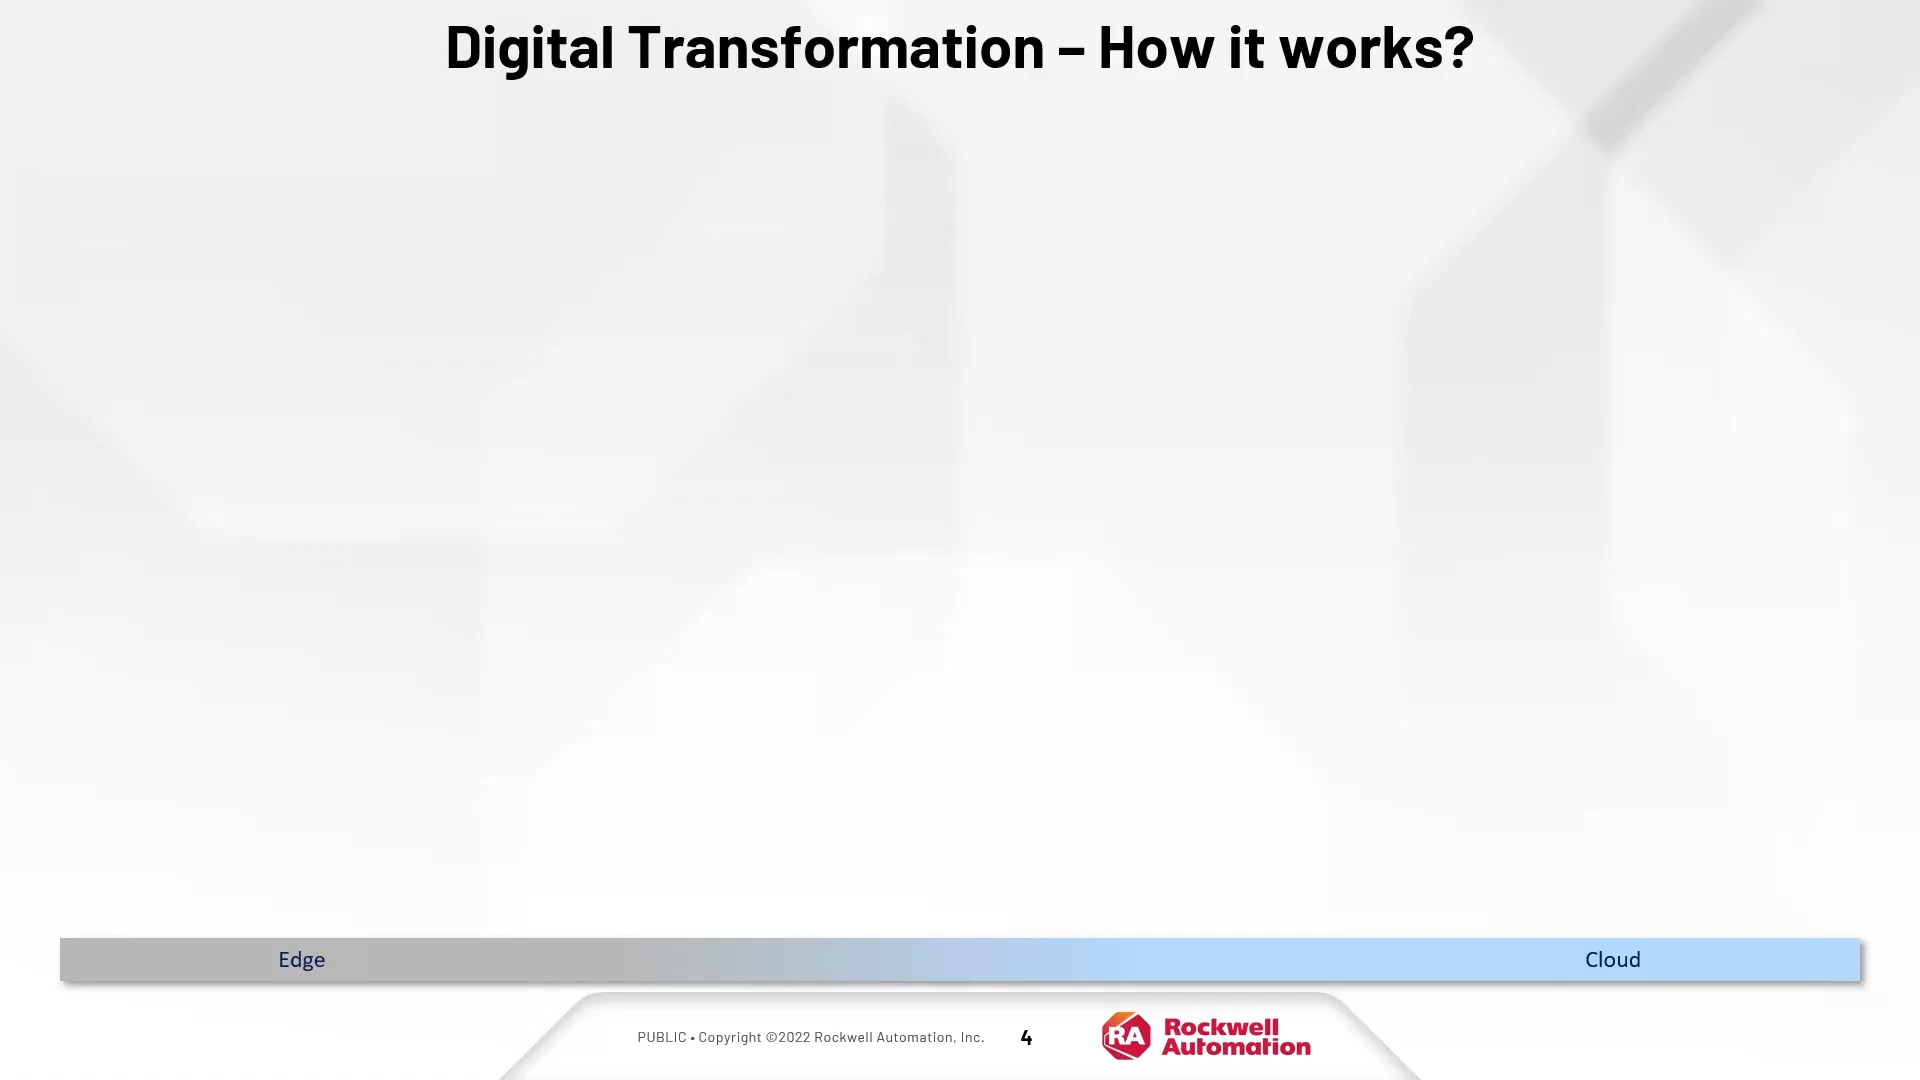 Digital Transformation – How it works?
Edge
Cloud
PUBLIC • Copyright ©2022 Rockwell Automation, Inc.
4
RA
Rockwell
Automation